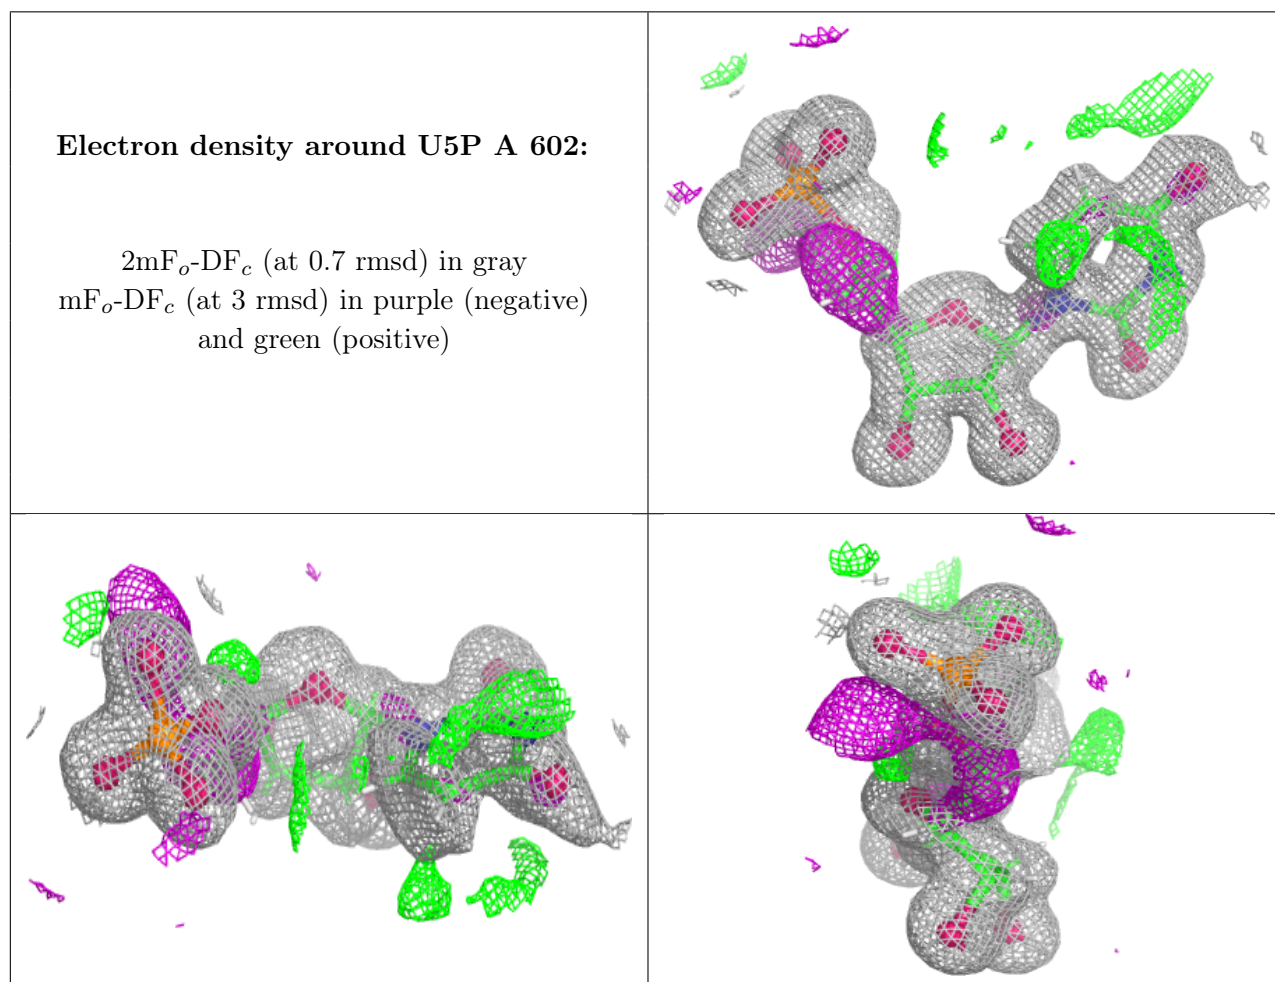 Electron density around U5P A 602:
2mFₒ-DF𝒸 (at 0.7 rmsd) in gray
mFₒ-DF𝒸 (at 3 rmsd) in purple (negative)
and green (positive)